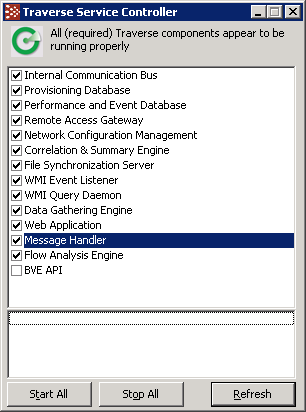 Traverse Service Controller
All (required) Traverse components appear to be
running properly
Internal Communication Bus
Provisioning Database
Performance and Event Database
Remote Access Gateway
Network Configuration Management
Correlation & Summary Engine
File Synchronization Server
WMI Event Listener
WMI Query Daemon
Data Gathering Engine
Web Application
Message Handler
Flow Analysis Engine
BVE API
Start All Stop All Refresh